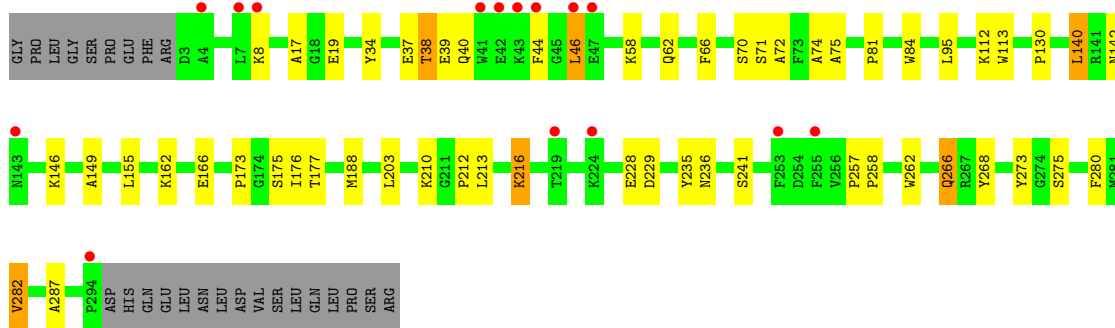 GLY PRO LEU GLY SER PRO GLU PHE ARG D3 A4 L7 K8 A17 G18 E19 Y34 E37 T38 E39 Q40 W41 E42 K43 F44 G45 L46 E47 K58 Q62 F66 S70 S71 A72 F73 A74 A75 P81 W84 L95 K112 W113 P130 L140 R141 N142
N143 K146 A149 L155 K162 E166 P173 G174 S175 I176 T177 M188 L203 K210 G211 P212 L213 K216 T219 K224 E228 D229 Y235 N236 S241 F253 D254 F255 V256 P257 P258 W262 Q266 R267 Y268 Y273 G274 S275 F280 M281
V282 A287 P294 ASP HIS GLN GLU LEU ASN LEU ASP VAL SER LEU GLN LEU PRO SER ARG